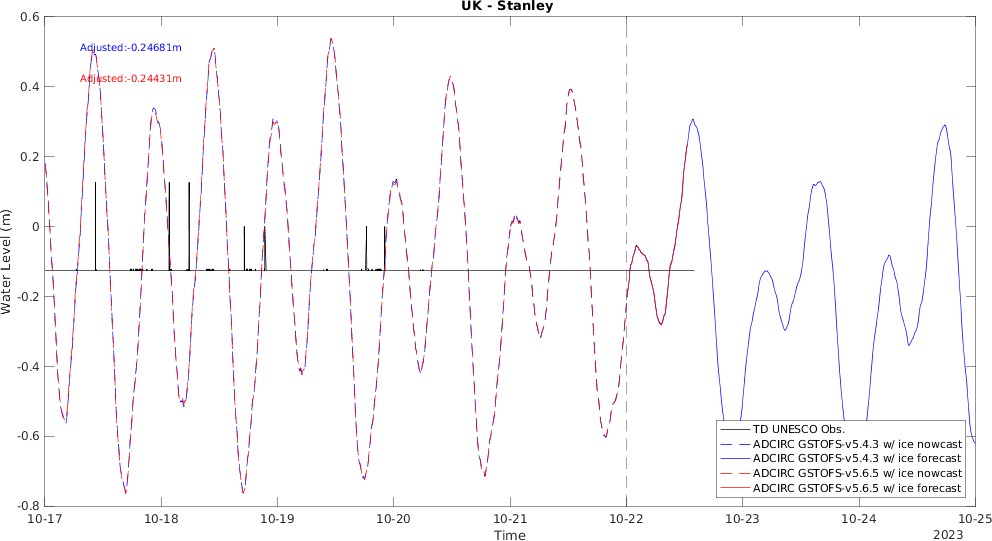 UK - Stanley
Adjusted:-0.24681m
Adjusted:-0.24431m
Water Level (m)
0.6
0.4
0.2
0
-0.2
-0.4
-0.6
-0.8
TD UNESCO Obs.
ADCIRC GSTOFS-v5.4.3 w/ ice nowcast
ADCIRC GSTOFS-v5.4.3 w/ ice forecast
ADCIRC GSTOFS-v5.6.5 w/ ice nowcast
ADCIRC GSTOFS-v5.6.5 w/ ice forecast
10-17 10-18 10-19 10-20 10-21 10-22 10-23 10-24 10-25
Time
2023